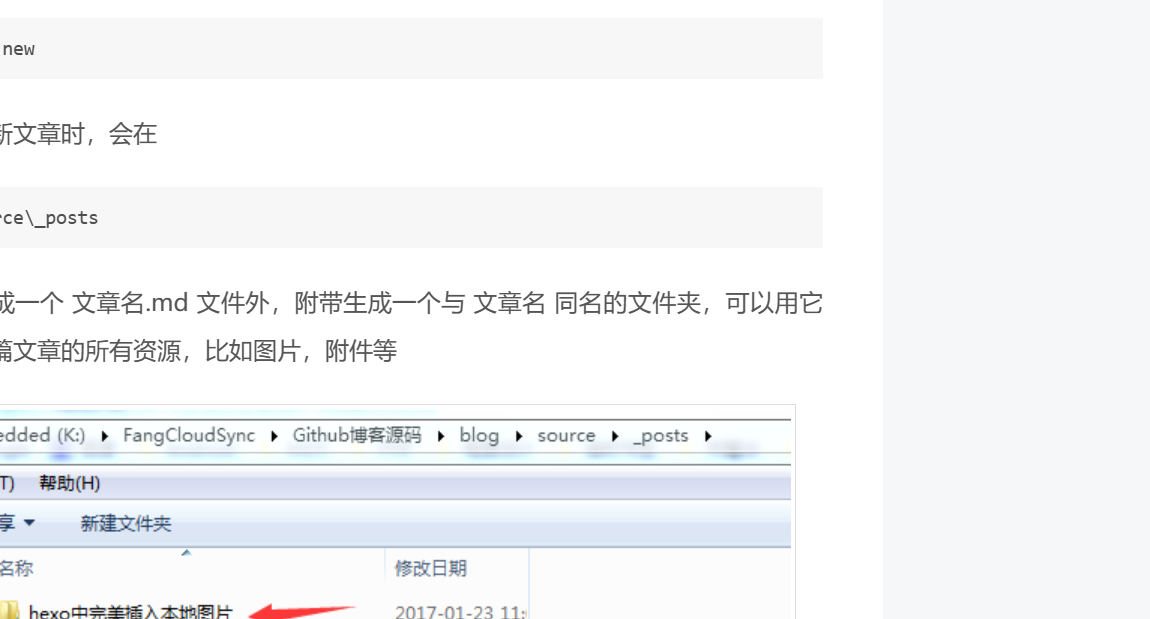 new
新文章时，会在
rce\_posts
成一个 文章名.md 文件外，附带生成一个与 文章名 同名的文件夹，可以用它
篇文章的所有资源，比如图片，附件等
edded (K:) FangCloudSync Github博客源码 blog source _posts
T) 帮助(H)
享 新建文件夹
名称 修改日期
hexo中完美插入本地图片 2017-01-23 11: